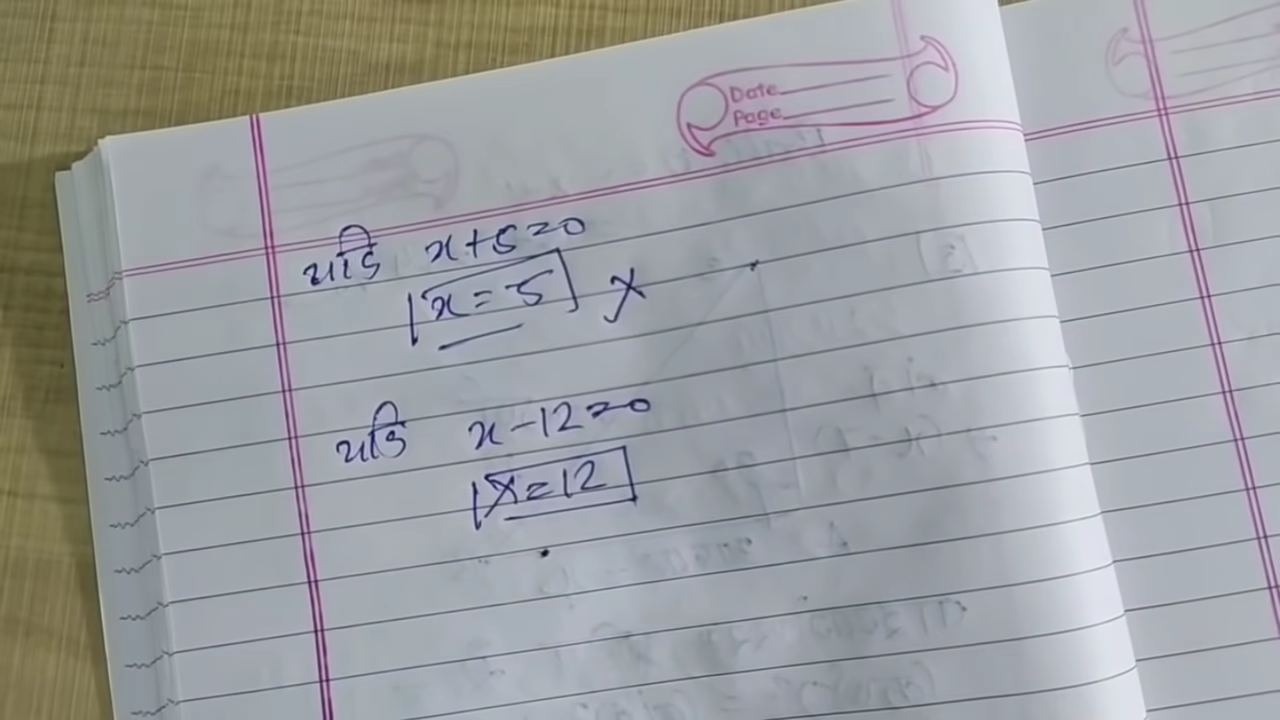 Date
Page
यदि x+5=0
x=5 ×
यदि x-12=0
x=12